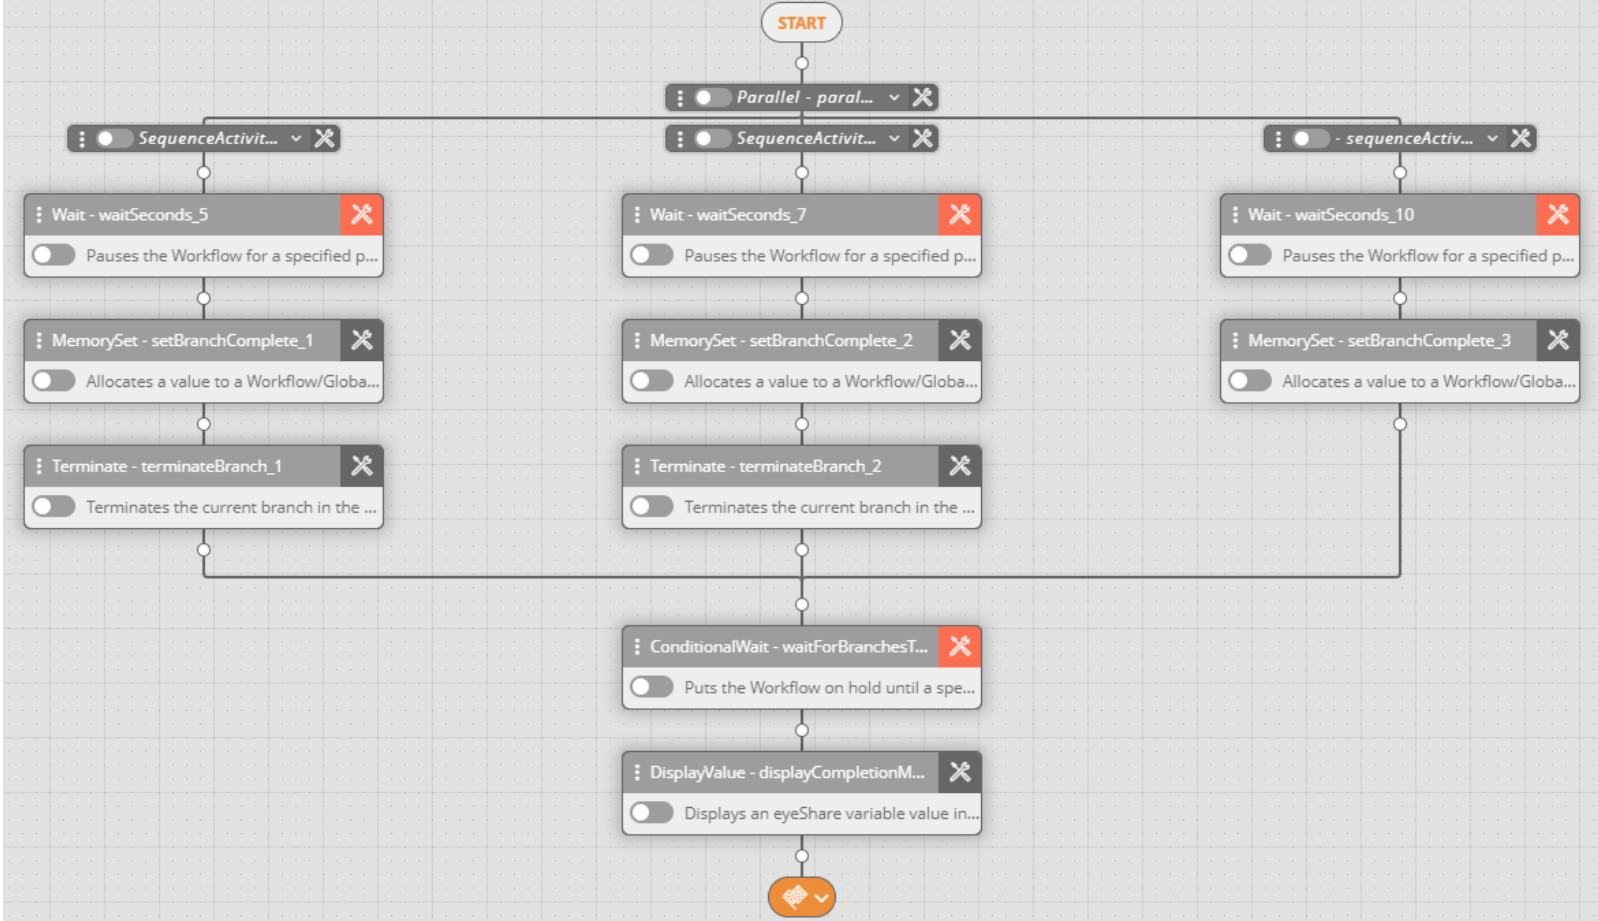 START
Parallel - paral...
SequenceActivit...
SequenceActivit...
- sequenceActiv...
Wait - waitSeconds_5
Pauses the Workflow for a specified p...
Wait - waitSeconds_7
Pauses the Workflow for a specified p...
Wait - waitSeconds_10
Pauses the Workflow for a specified p...
MemorySet - setBranchComplete_1
Allocates a value to a Workflow/Globa...
MemorySet - setBranchComplete_2
Allocates a value to a Workflow/Globa...
MemorySet - setBranchComplete_3
Allocates a value to a Workflow/Globa...
Terminate - terminateBranch_1
Terminates the current branch in the ...
Terminate - terminateBranch_2
Terminates the current branch in the ...
ConditionalWait - waitForBranchesT...
Puts the Workflow on hold until a spe...
DisplayValue - displayCompletionM...
Displays an eyeShare variable value in...